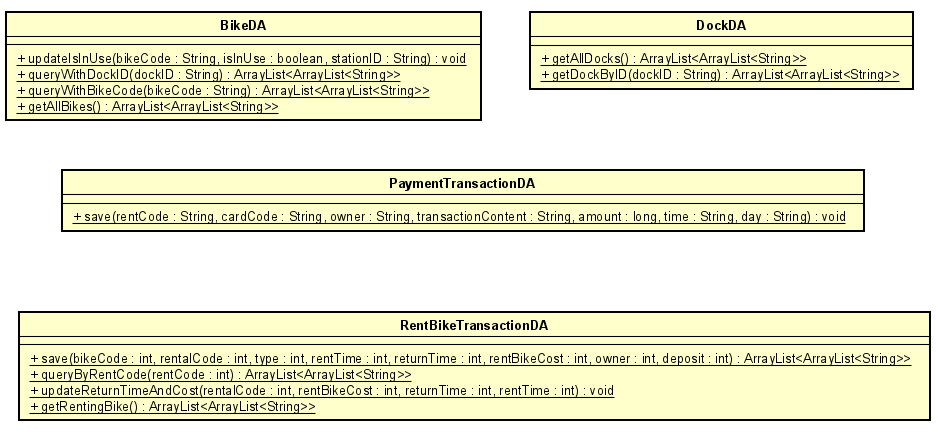 BikeDA
+ updateIsInUse(bikeCode : String, isInUse : boolean, stationID : String) : void
+ queryWithDockID(dockID : String) : ArrayList<ArrayList<String>>
+ queryWithBikeCode(bikeCode : String) : ArrayList<ArrayList<String>>
+ getAllBikes() : ArrayList<ArrayList<String>>
DockDA
+ getAllDocks() : ArrayList<ArrayList<String>>
+ getDockByID(dockID : String) : ArrayList<ArrayList<String>>
PaymentTransactionDA
+ save(rentCode : String, cardCode : String, owner : String, transactionContent : String, amount : long, time : String, day : String) : void
RentBikeTransactionDA
+ save(bikeCode : int, rentalCode : int, type : int, rentTime : int, returnTime : int, rentBikeCost : int, owner : int, deposit : int) : ArrayList<ArrayList<String>>
+ queryByRentCode(rentCode : int) : ArrayList<ArrayList<String>>
+ updateReturnTimeAndCost(rentalCode : int, rentBikeCost : int, returnTime : int, rentTime : int) : void
+ getRentingBike() : ArrayList<ArrayList<String>>